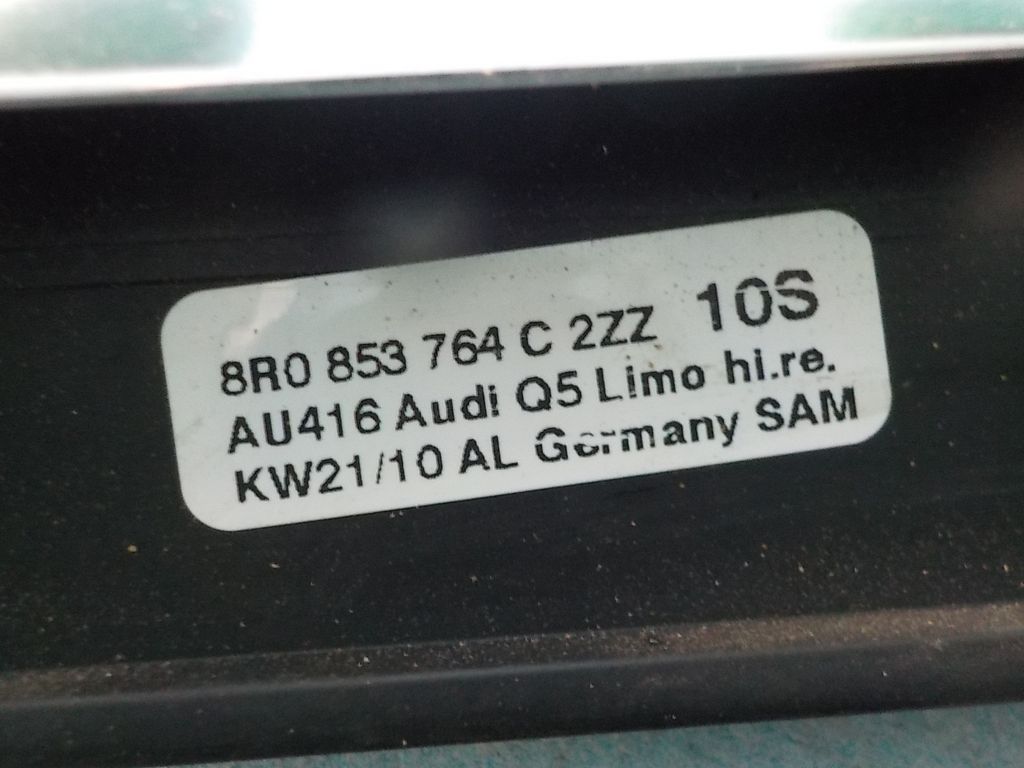 8R0 853 764 C 2ZZ 10S
AU416 Audi Q5 Limo hi.re.
KW21/10 AL Germany SAM